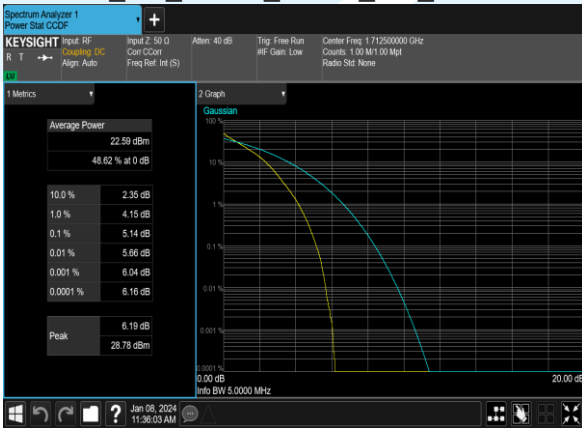 Spectrum Analyzer 1
Power Stat CCDF
+
KEYSIGHT
R T
LU
Input: RF
Coupling: DC
Align: Auto
Input Z: 50 Ω
Corr CCorr
Freq Ref: Int (S)
Atten: 40 dB
Trig: Free Run
#IF Gain: Low
Center Freq: 1.712500000 GHz
Counts: 1.00 M/1.00 Mpt
Radio Std: None
1 Metrics
Average Power
22.59 dBm
48.62 % at 0 dB
10.0 % 2.35 dB
1.0 % 4.15 dB
0.1 % 5.14 dB
0.01 % 5.66 dB
0.001 % 6.04 dB
0.0001 % 6.16 dB
Peak
6.19 dB
28.78 dBm
2 Graph
Gaussian
100 %
10 %
1 %
0.1 %
0.01 %
0.001 %
0.0001 %
0.00 dB
20.00 dB
Info BW 5.0000 MHz
?
Jan 08, 2024
11:36:03 AM